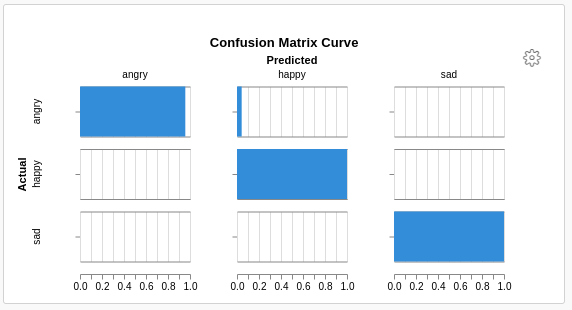 Confusion Matrix Curve
Predicted
angry happy sad
Actual
angry
happy
sad
0.0 0.2 0.4 0.6 0.8 1.0 0.0 0.2 0.4 0.6 0.8 1.0 0.0 0.2 0.4 0.6 0.8 1.0